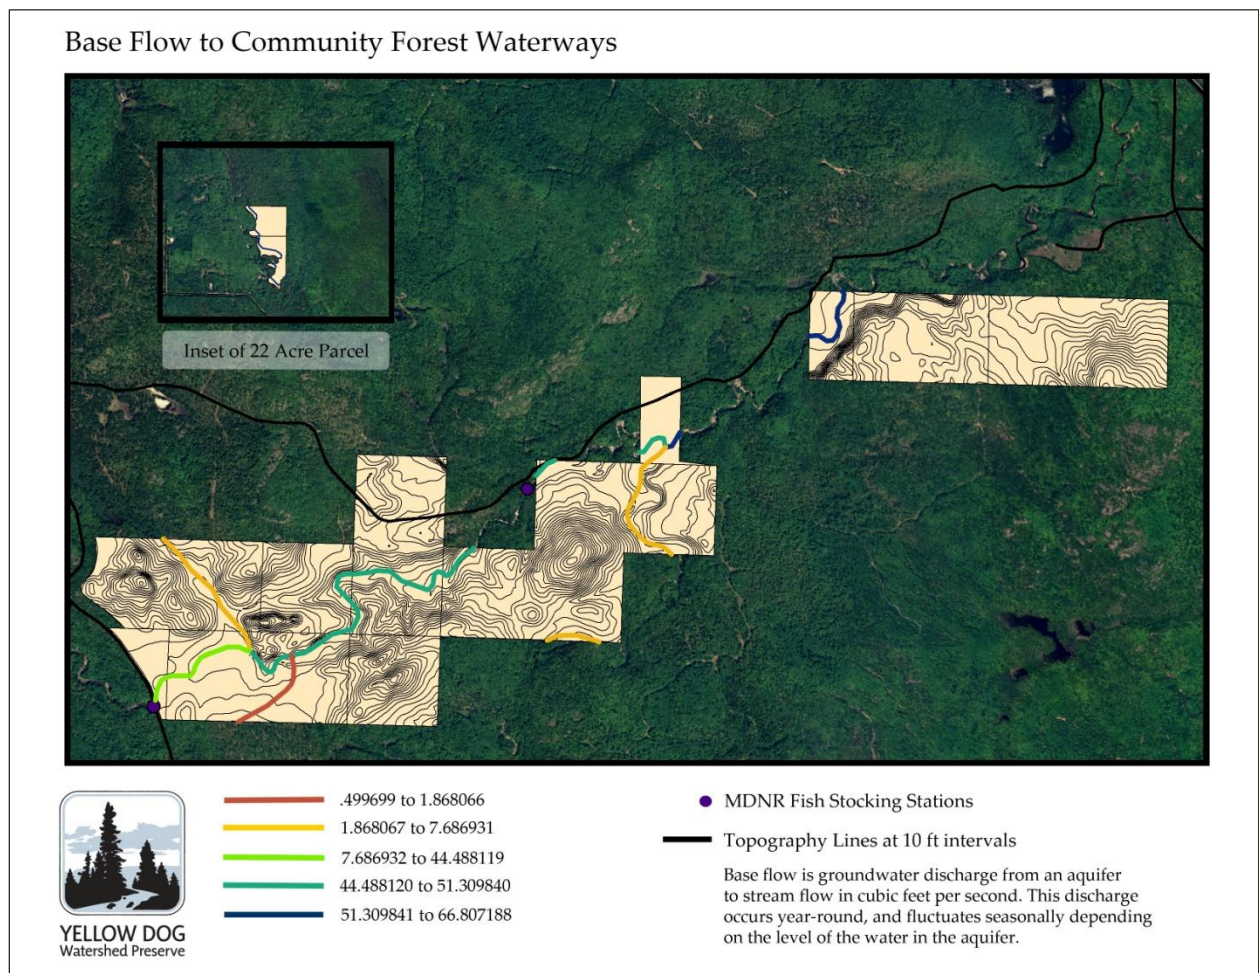 Base Flow to Community Forest Waterways
Inset of 22 Acre Parcel
.499699 to 1.868066
1.868067 to 7.686931
7.686932 to 44.488119
44.488120 to 51.309840
51.309841 to 66.807188
MDNR Fish Stocking Stations
Topography Lines at 10 ft intervals
Base flow is groundwater discharge from an aquifer
to stream flow in cubic feet per second. This discharge
occurs year-round, and fluctuates seasonally depending
on the level of the water in the aquifer.
YELLOW DOG
Watershed Preserve